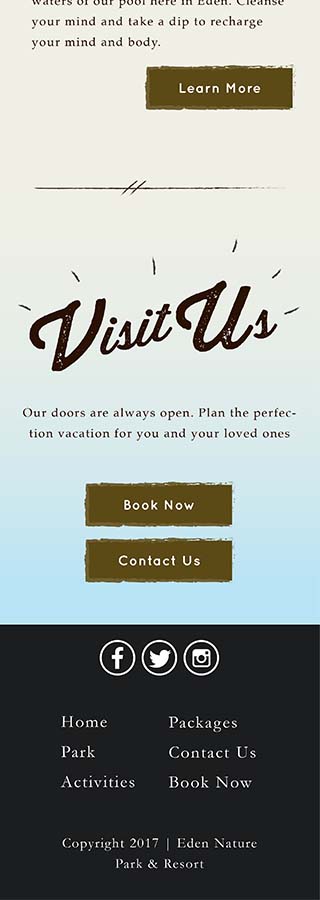 waters of our pool here in Eden. Cleanse
your mind and take a dip to recharge
your mind and body.
Learn More
Visit Us
Our doors are always open. Plan the perfec-
tion vacation for you and your loved ones
Book Now
Contact Us
Home
Park
Activities
Packages
Contact Us
Book Now
Copyright 2017 | Eden Nature
Park & Resort